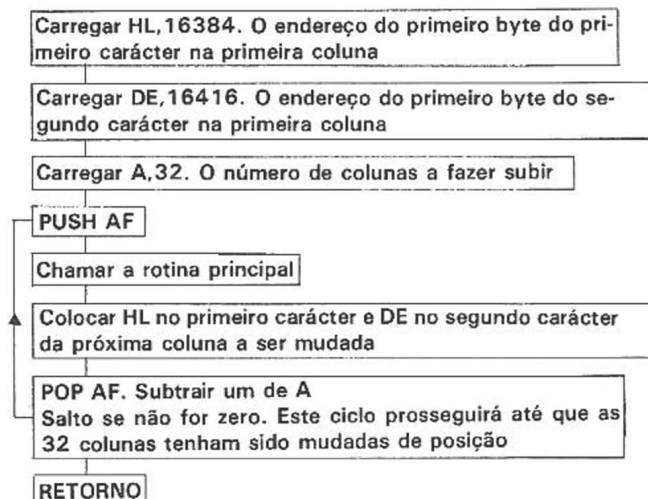 Carregar HL,16384. O endereço do primeiro byte do pri-
meiro carácter na primeira coluna
Carregar DE,16416. O endereço do primeiro byte do se-
gundo carácter na primeira coluna
Carregar A,32. O número de colunas a fazer subir
PUSH AF
Chamar a rotina principal
Colocar HL no primeiro carácter e DE no segundo carácter
da próxima coluna a ser mudada
POP AF. Subtrair um de A
Salto se não for zero. Este ciclo prosseguirá até que as
32 colunas tenham sido mudadas de posição
RETORNO